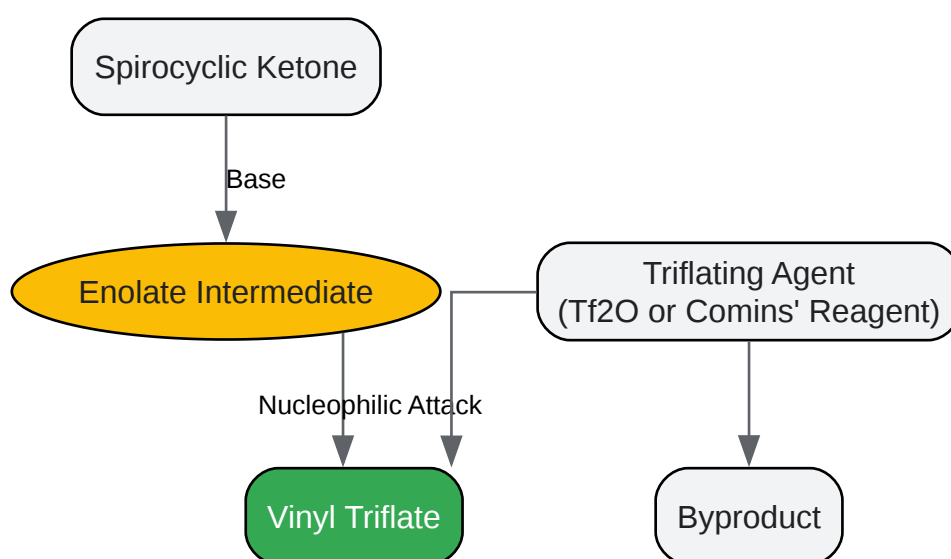 Spirocyclic Ketone
Base
Enolate Intermediate
Triflating Agent
(Tf2O or Comins' Reagent)
Nucleophilic Attack
Vinyl Triflate
Byproduct